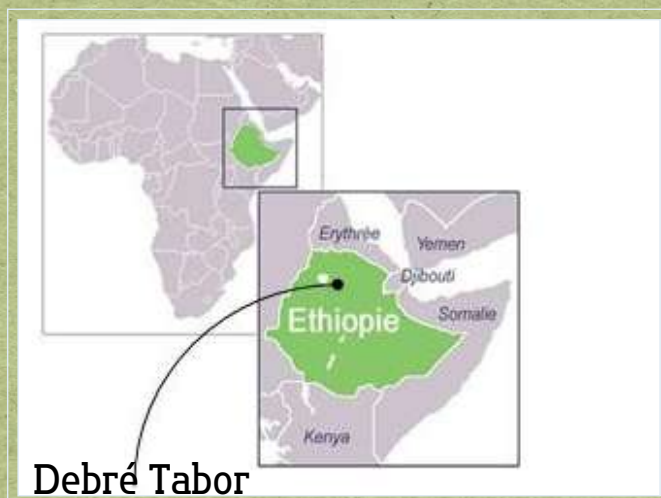 Erythrée
Yemen
Djibouti
Ethiopie
Somalie
Kenya
Debré Tabor